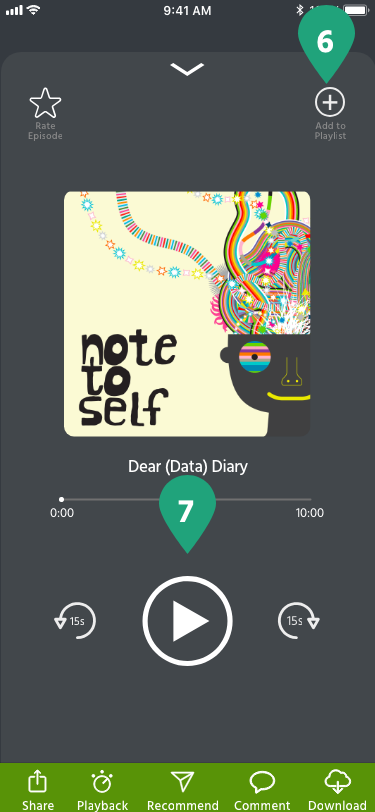 9:41 AM
6
Rate
Episode
Add to
Playlist
note
to
self
Dear (Data) Diary
0:00
7
10:00
15s
15s
Share
Playback
Recommend
Comment
Download